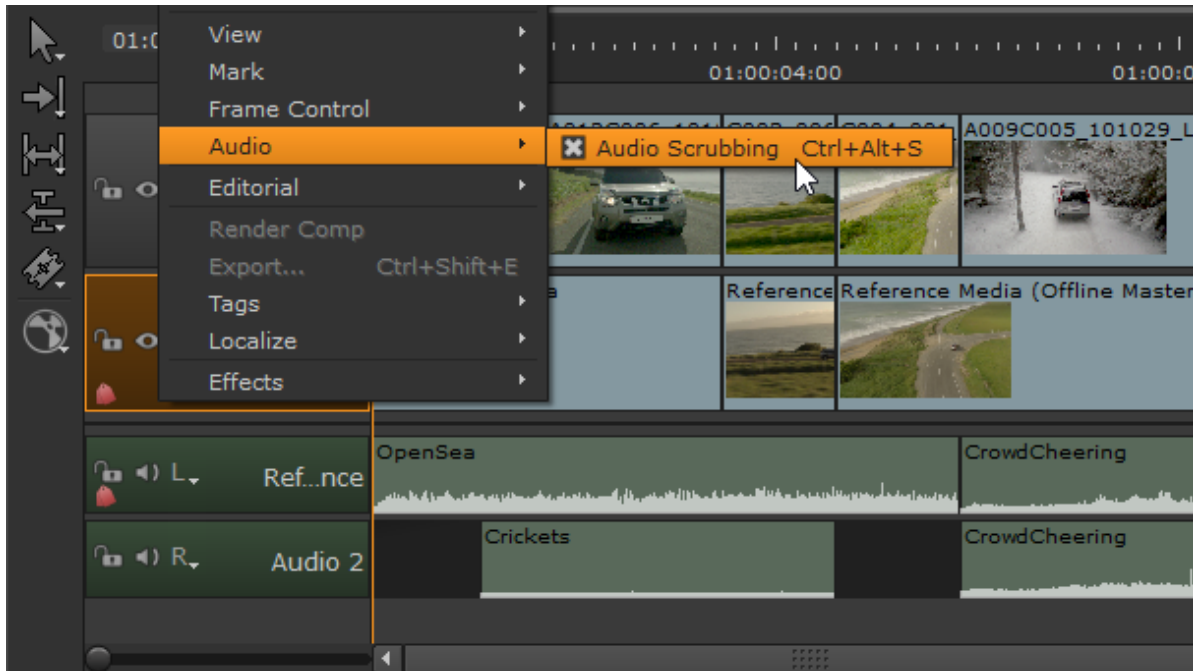 01:0
View
01:00:04:00
01:00:0
Mark
Frame Control
Audio
Audio Scrubbing Ctrl+Alt+S
A009C005_101029_L
Editorial
Render Comp
Export... Ctrl+Shift+E
Tags
Reference
Reference Media (Offline Master
Localize
Effects
L
Ref...nce
OpenSea
CrowdCheering
R
Audio 2
Crickets
CrowdCheering